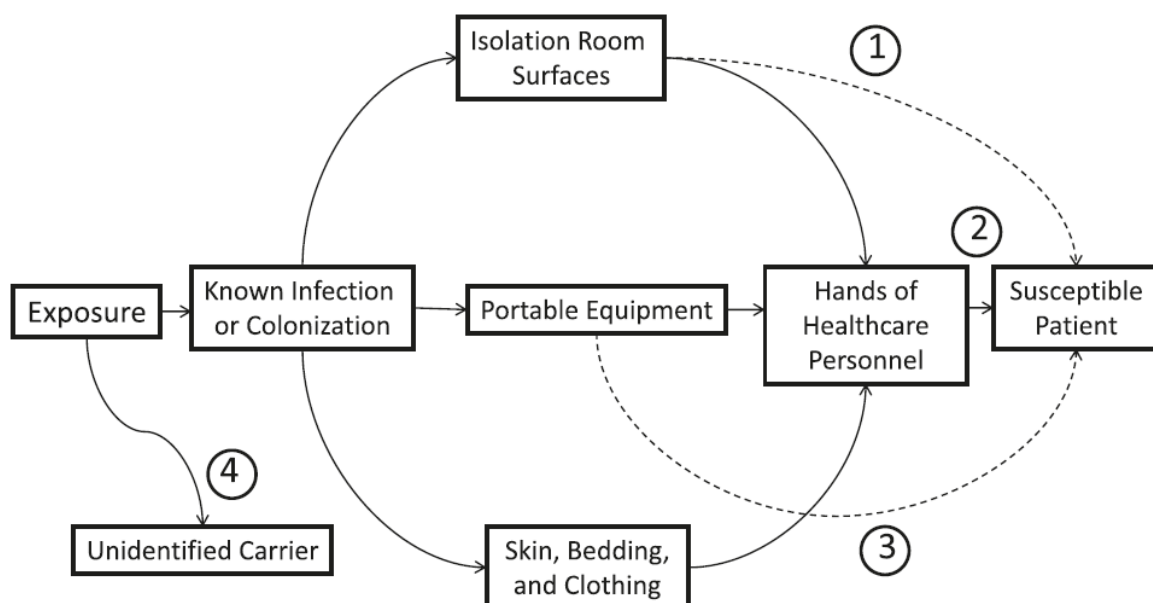 Isolation Room
Surfaces
1
2
Exposure
Known Infection
or Colonization
Portable Equipment
Hands of
Healthcare
Personnel
Susceptible
Patient
4
Unidentified Carrier
Skin, Bedding,
and Clothing
3